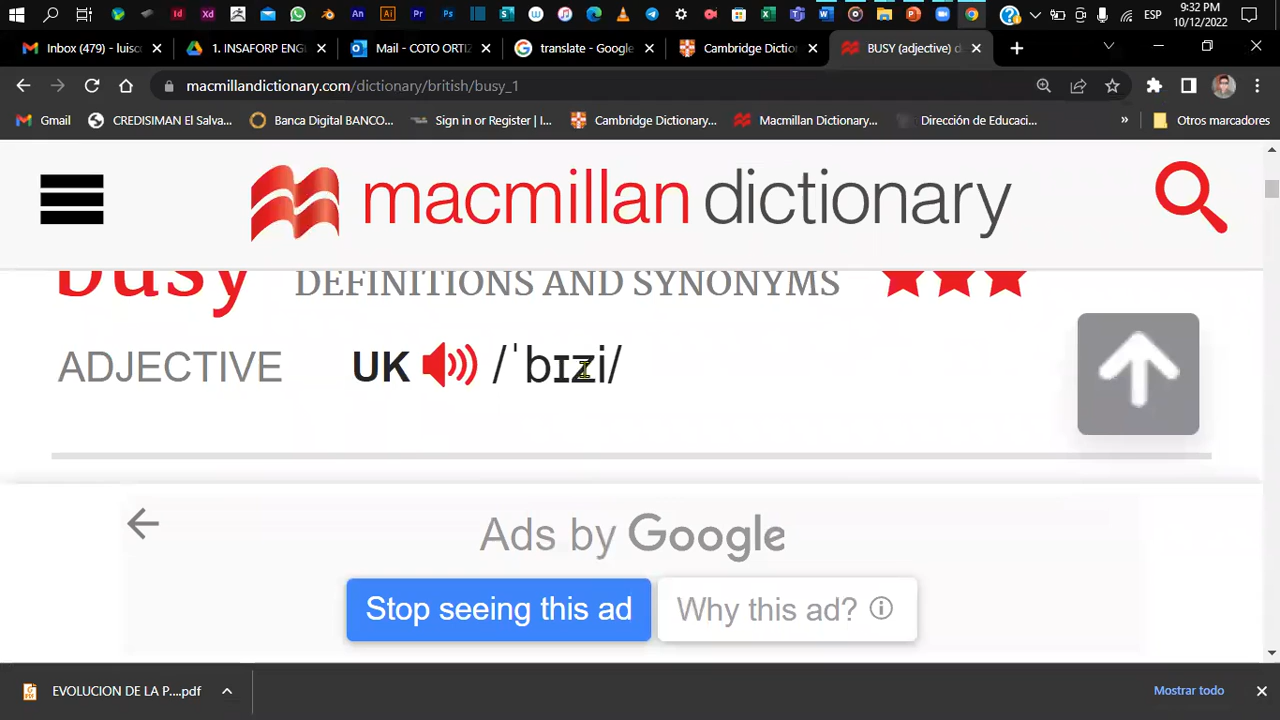 9:32 PM
ESP
10/12/2022
Inbox (479) - luisc
1. INSAFORP ENG
Mail - COTO ORTIZ
translate - Google
Cambridge Dictio
BUSY (adjective) d
macmillandictionary.com/dictionary/british/busy_1
Gmail
CREDISIMAN El Salva...
Banca Digital BANCO...
Sign in or Register | I...
Cambridge Dictionary...
Macmillan Dictionary...
Dirección de Educaci...
»
Otros marcadores
macmillan dictionary
busy DEFINITIONS AND SYNONYMS
ADJECTIVE UK /ˈbɪzi/
Ads by Google
Stop seeing this ad
Why this ad?
EVOLUCION DE LA P....pdf
Mostrar todo